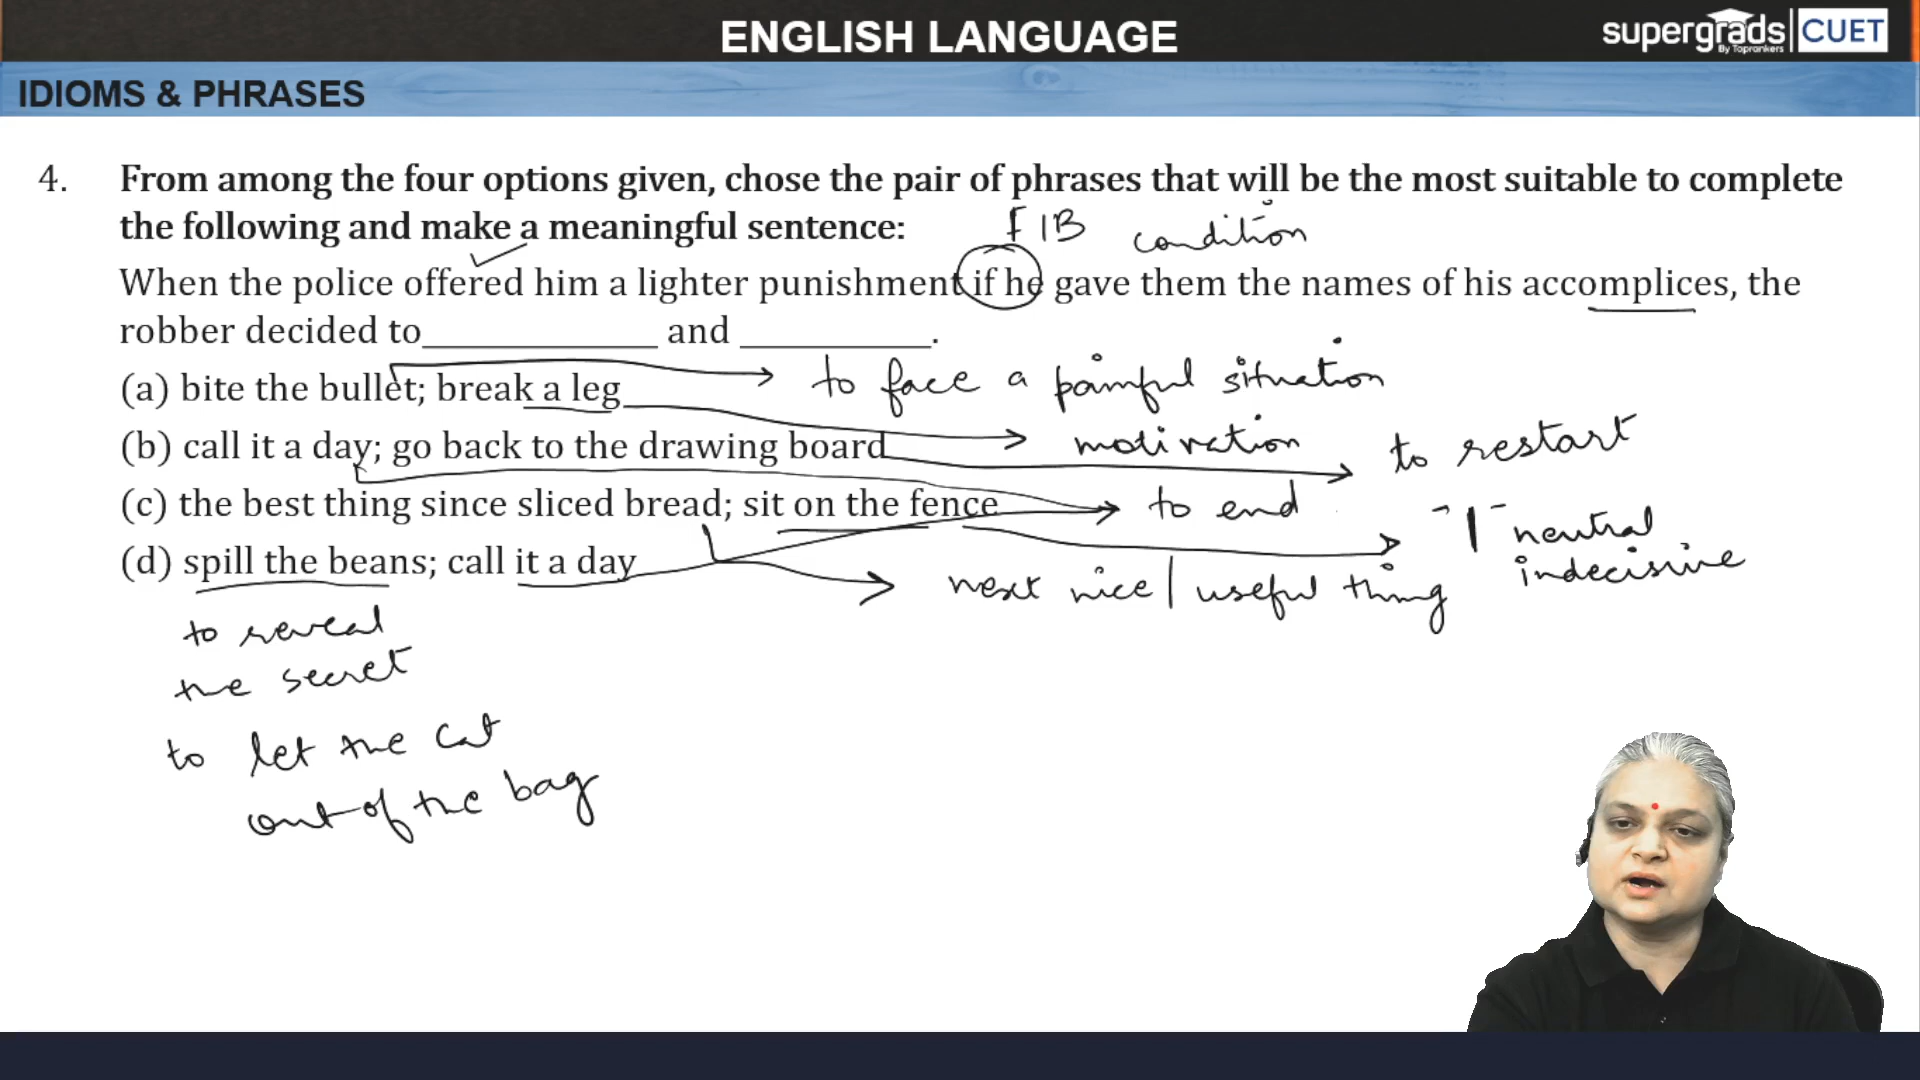 ENGLISH LANGUAGE
supergrads
By Toprankers
CUET
IDIOMS & PHRASES
4. From among the four options given, chose the pair of phrases that will be the most suitable to complete
the following and make a meaningful sentence:
FIB condition
When the police offered him a lighter punishment if he gave them the names of his accomplices, the
robber decided to______________ and ____________.
(a) bite the bullet; break a leg
to face a painful situation
(b) call it a day; go back to the drawing board
motivation
to restart
(c) the best thing since sliced bread; sit on the fence
to end
neutral
indecisive
(d) spill the beans; call it a day
next nice / useful thing
to reveal
the secret
to let the cat
out of the bag